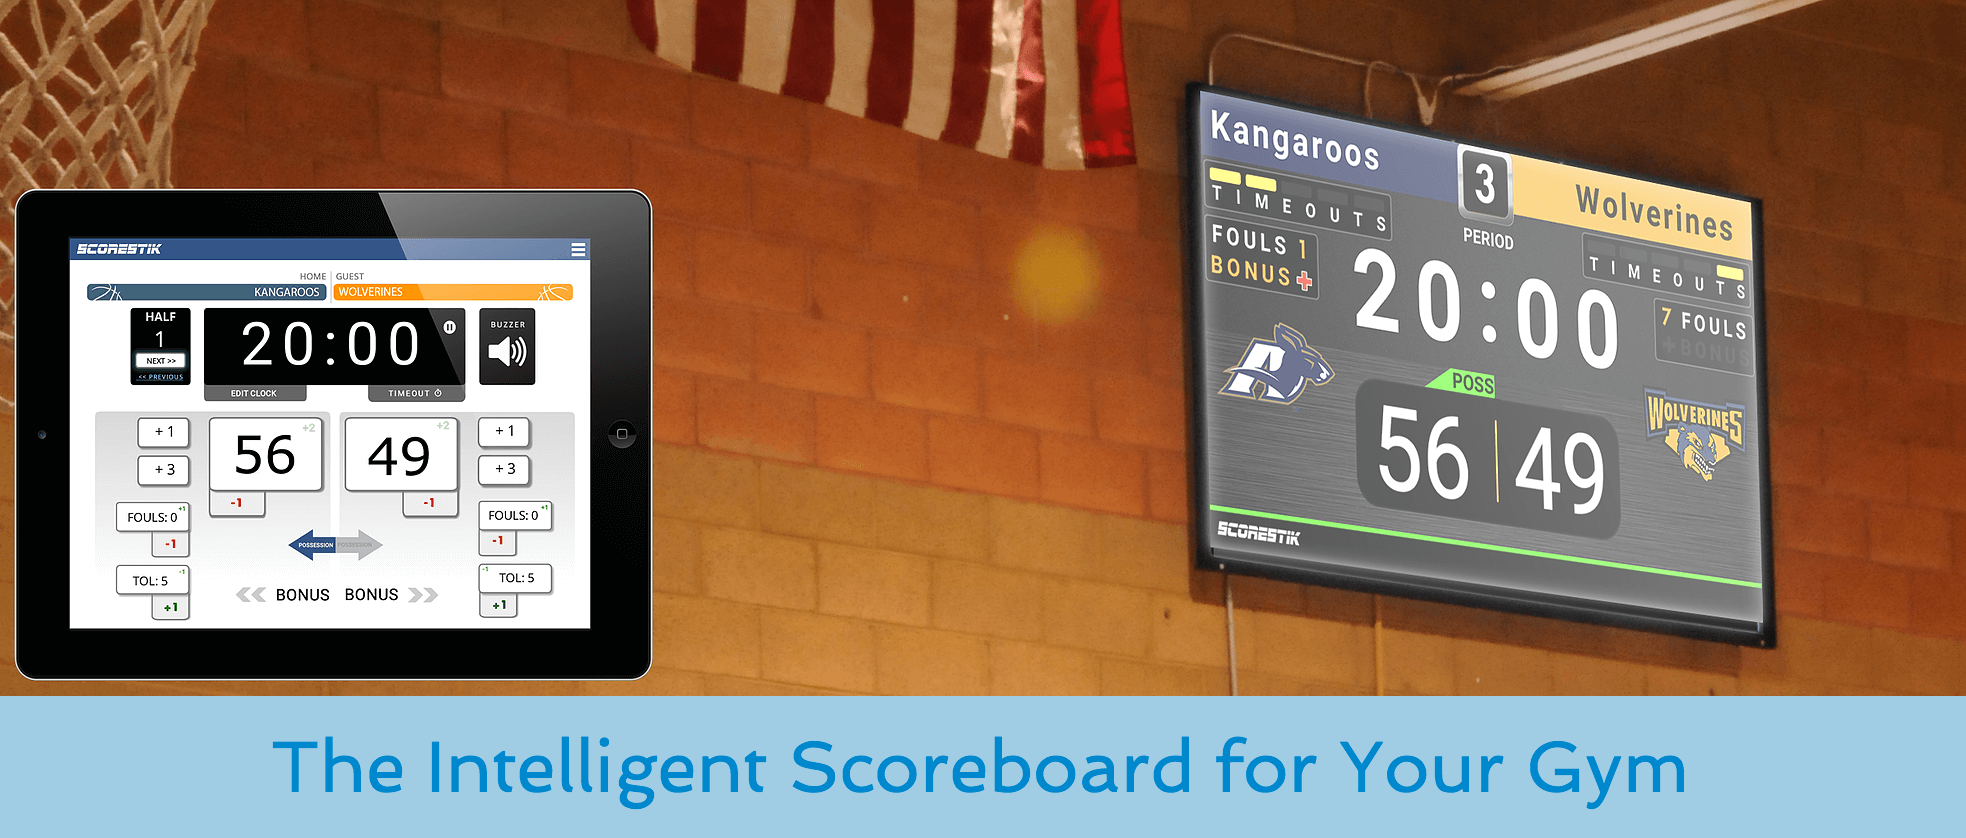 SCORESTIK
HOME | GUEST
KANGAROOS WOLVERINES
HALF
1
NEXT >>
<< PREVIOUS
20:00
BUZZER
EDIT CLOCK
TIMEOUT
+ 1
+ 3
56 +2
-1
49 +2
-1
+ 1
+ 3
FOULS: 0 +1
-1
FOULS: 0 +1
-1
POSSESSION POSSESSION
TOL: 5 -1
+1
BONUS BONUS
-1 TOL: 5
+1
Kangaroos
3
PERIOD
Wolverines
TIMEOUTS
FOULS 1
BONUS+
20:00
TIMEOUTS
7 FOULS
+BONUS
POSS
56 | 49
WOLVERINES
SCORESTIK
The Intelligent Scoreboard for Your Gym